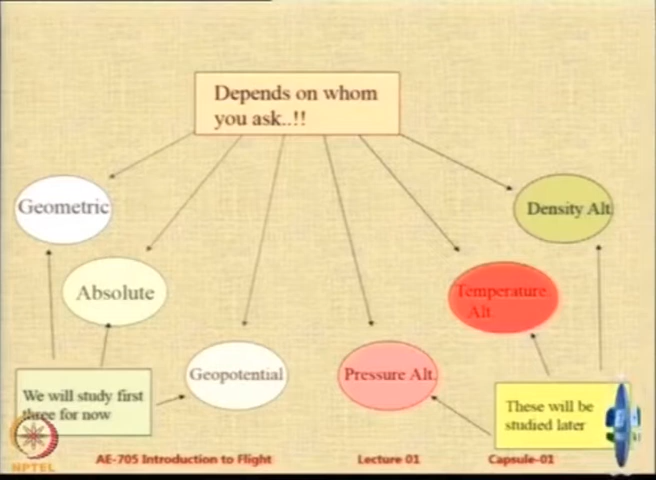 Depends on whom
you ask..!!
Geometric
Density Alt
Absolute
Temperature
Alt.
Geopotential
Pressure Alt.
We will study first
three for now
These will be
studied later
NPTEL
AE-705 Introduction to Flight
Lecture 01
Capsule-01